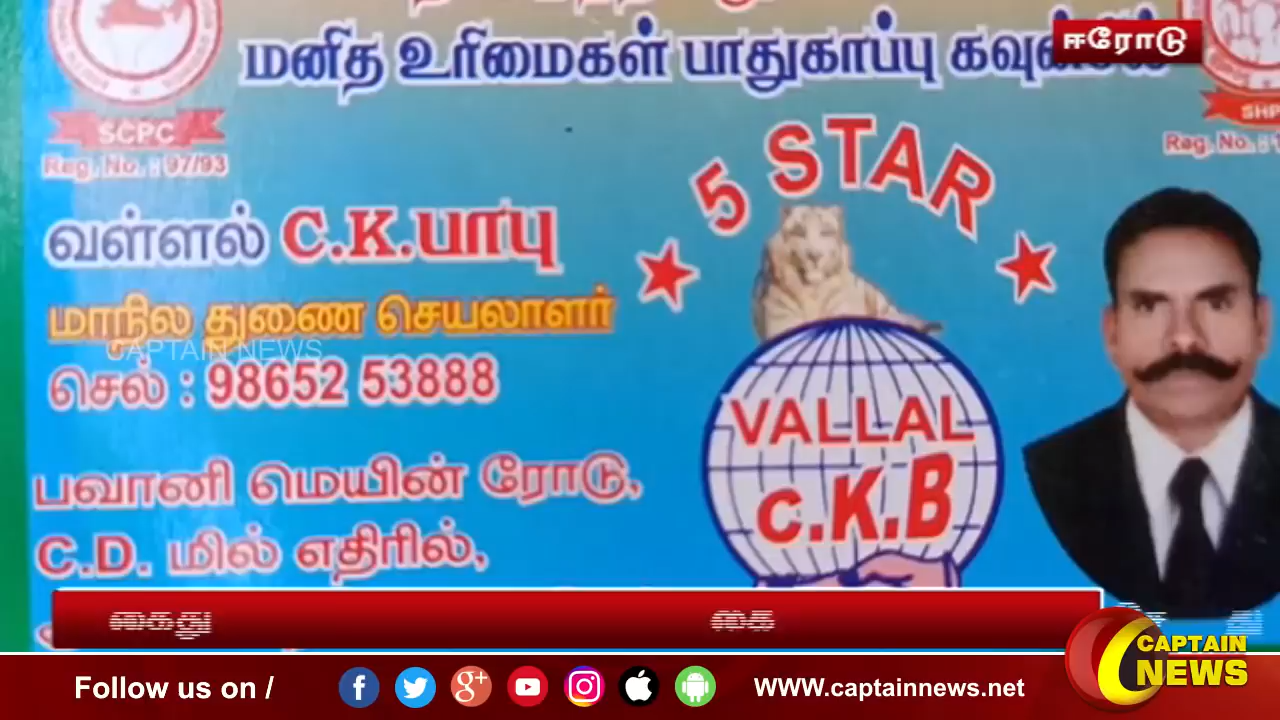 மனித உரிமைகள் பாதுகாப்பு
ஈரோடு
SCPC
Reg. No. : 97/93
Reg. No. :
5 STAR
வள்ளல் C.K.பாபு
மாநில துணை செயலாளர்
CAPTAIN NEWS
செல் : 98652 53888
VALLAL
C.K.B
பவானி மெயின் ரோடு,
C.D. மில் எதிரில்,
கைது
கை
CAPTAIN
NEWS
Follow us on /
WWW.captainnews.net